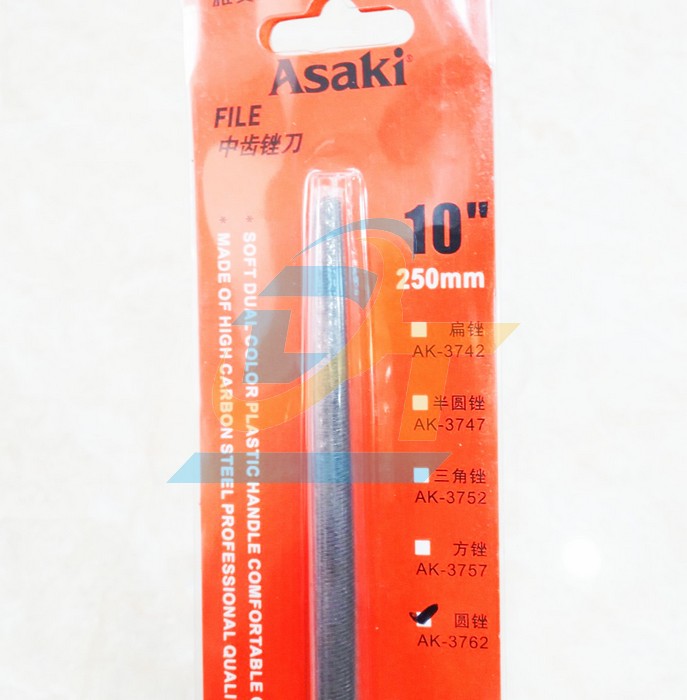 Asaki®
FILE
中齿锉刀
10"
250mm
扁锉
AK-3742
半圆锉
AK-3747
三角锉
AK-3752
方锉
AK-3757
圆锉
AK-3762
• SOFT DUAL COLOR PLASTIC HANDLE COMFORTABLE
• MADE OF HIGH CARBON STEEL PROFESSIONAL
DT